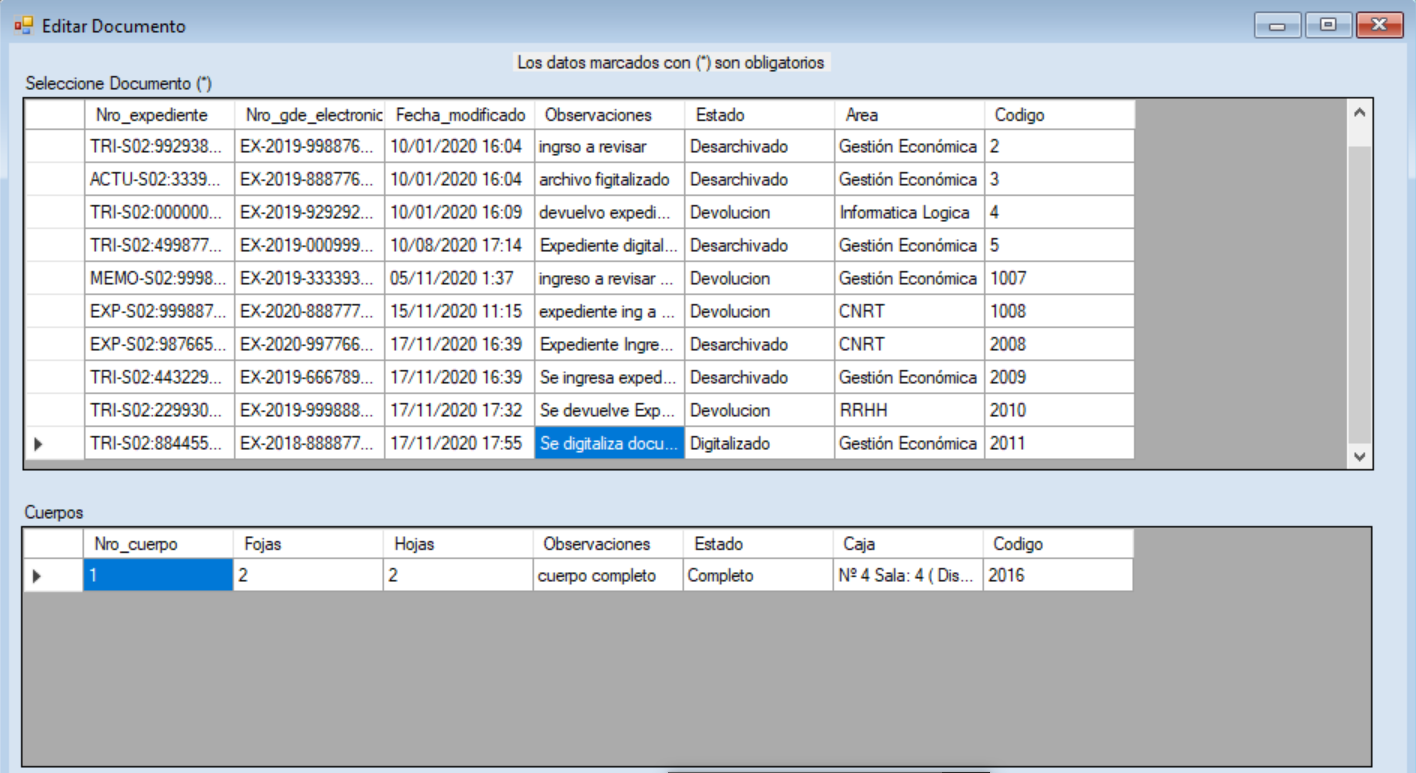 Editar Documento
Los datos marcados con (*) son obligatorios
Seleccione Documento (*)
Nro_expediente Nro_gde_electronic Fecha_modificado Observaciones Estado Area Codigo
TRI-S02:992938... EX-2019-998876... 10/01/2020 16:04 ingrso a revisar Desarchivado Gestión Económica 2
ACTU-S02:3339... EX-2019-888776... 10/01/2020 16:04 archivo figitalizado Desarchivado Gestión Económica 3
TRI-S02:000000... EX-2019-929292... 10/01/2020 16:09 devuelvo expedi... Devolucion Informatica Logica 4
TRI-S02:499877... EX-2019-000999... 10/08/2020 17:14 Expediente digital... Desarchivado Gestión Económica 5
MEMO-S02:9998... EX-2019-333393... 05/11/2020 1:37 ingreso a revisar ... Devolucion Gestión Económica 1007
EXP-S02:999887... EX-2020-888777... 15/11/2020 11:15 expediente ing a ... Devolucion CNRT 1008
EXP-S02:987665... EX-2020-997766... 17/11/2020 16:39 Expediente Ingre... Desarchivado CNRT 2008
TRI-S02:443229... EX-2019-666789... 17/11/2020 16:39 Se ingresa exped... Desarchivado Gestión Económica 2009
TRI-S02:229930... EX-2019-999888... 17/11/2020 17:32 Se devuelve Exp... Devolucion RRHH 2010
TRI-S02:884455... EX-2018-888877... 17/11/2020 17:55 Se digitaliza docu... Digitalizado Gestión Económica 2011
Cuerpos
Nro_cuerpo Fojas Hojas Observaciones Estado Caja Codigo
1 2 2 cuerpo completo Completo Nº 4 Sala: 4 ( Dis... 2016